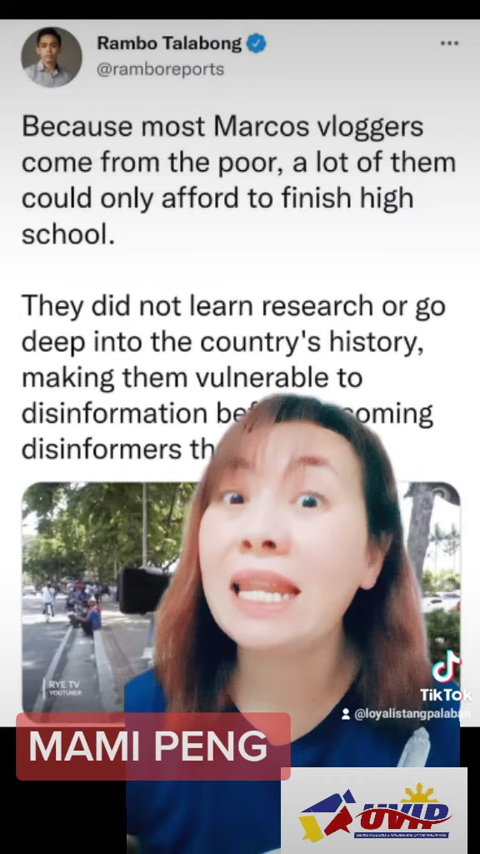 Rambo Talabong
@ramboreports
Because most Marcos vloggers
come from the poor, a lot of them
could only afford to finish high
school.
They did not learn research or go
deep into the country's history,
making them vulnerable to
disinformation oming
disinformers
RYE TV
YOUTUBER
TikTok
@loyalistangpalaban
MAMI PENG
UVIP